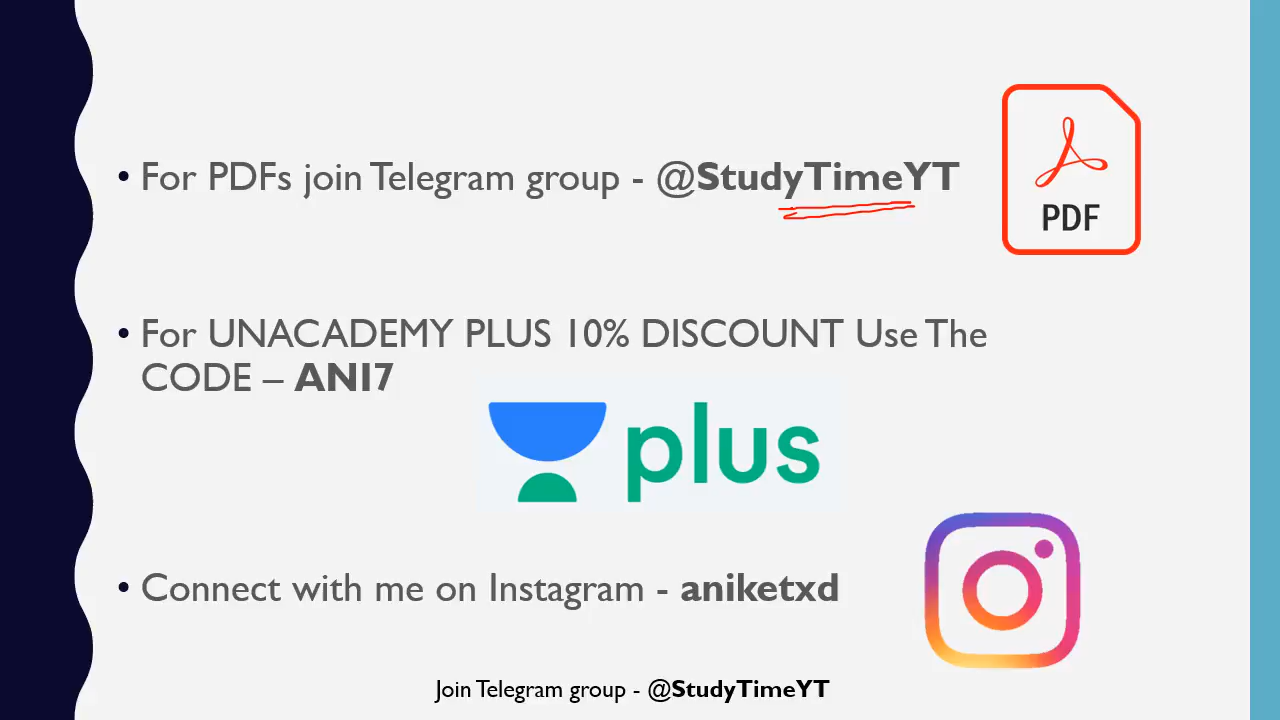 • For PDFs join Telegram group - @StudyTimeYT
PDF
• For UNACADEMY PLUS 10% DISCOUNT Use The
CODE – ANI7
plus
• Connect with me on Instagram - aniketxd
Join Telegram group - @StudyTimeYT